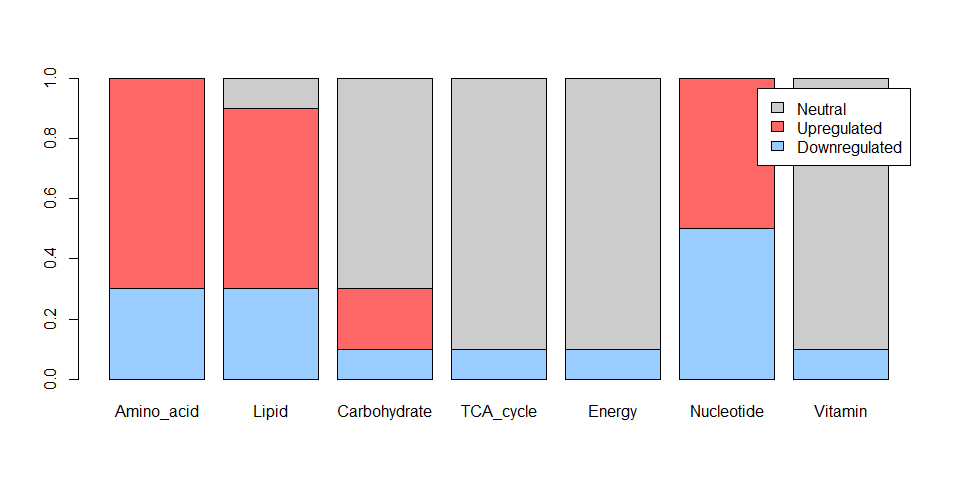 1.0
0.8
0.6
0.4
0.2
0.0
Neutral
Upregulated
Downregulated
Amino_acid Lipid Carbohydrate TCA_cycle Energy Nucleotide Vitamin